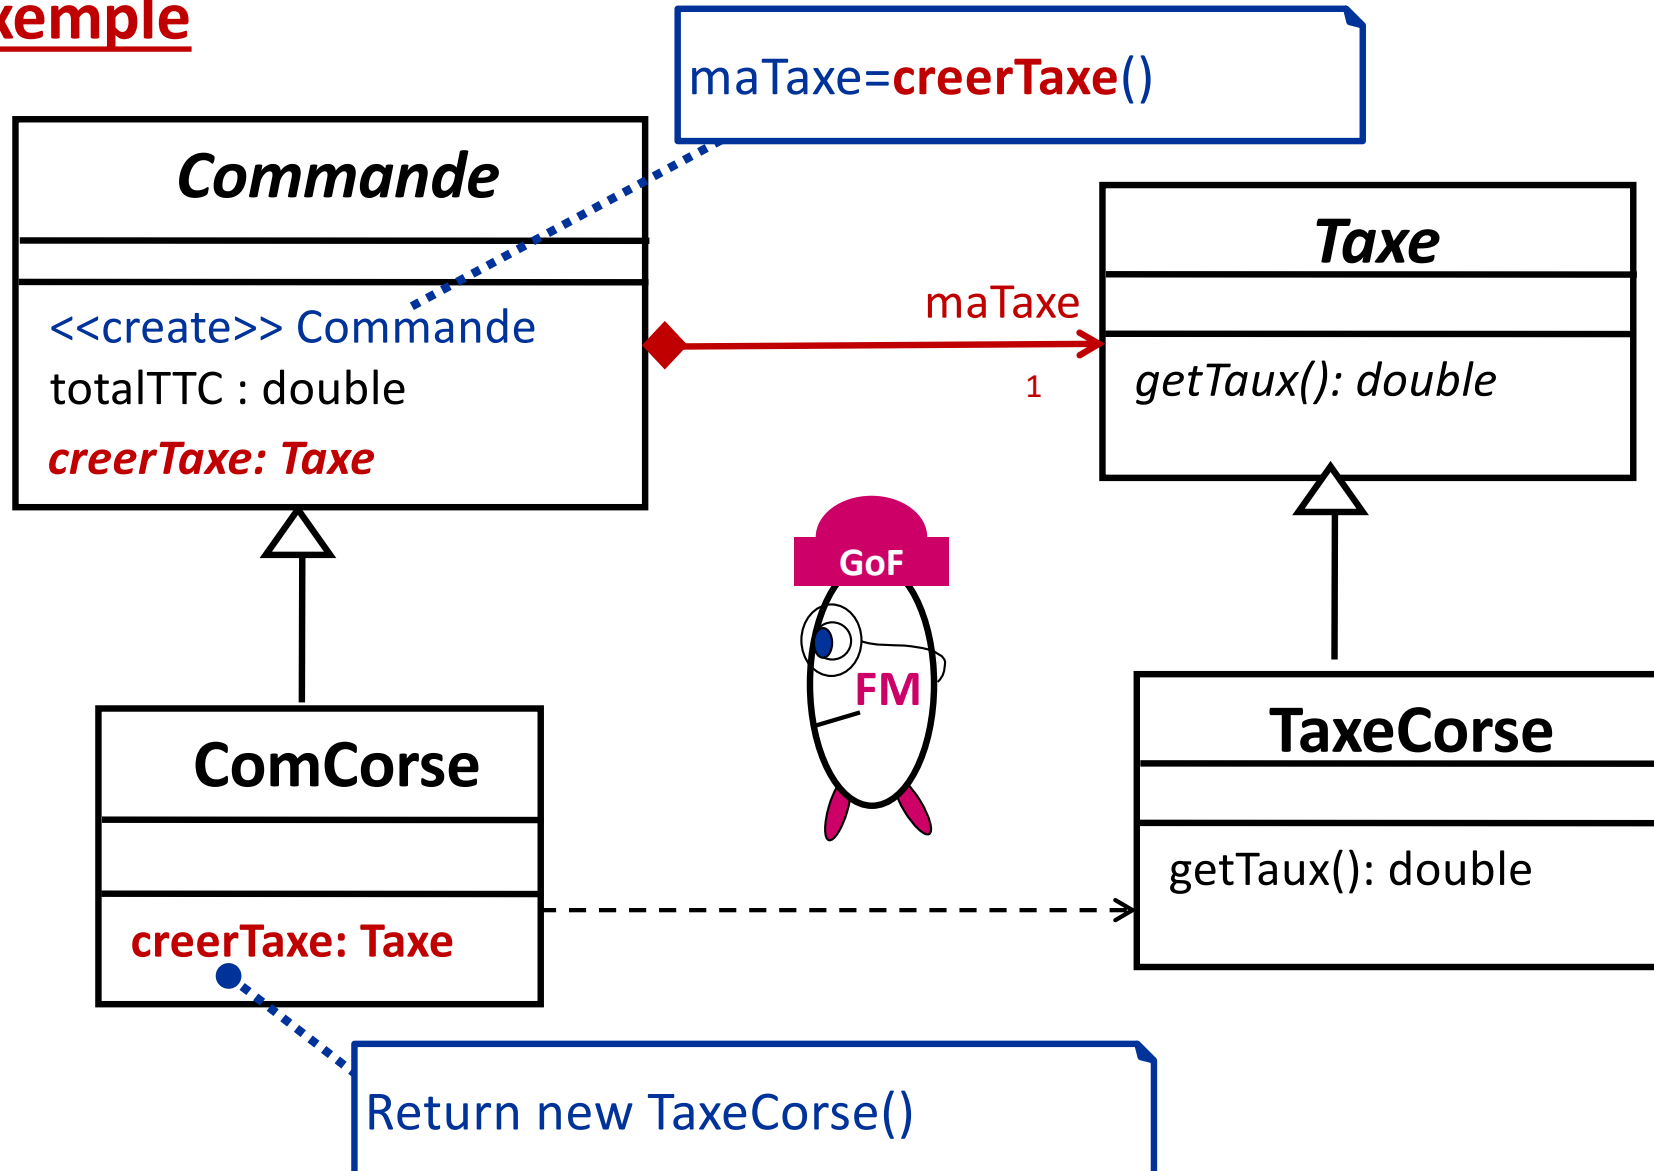 xemple
maTaxe=creerTaxe()
Commande
<<create>> Commande
totalTTC : double
creerTaxe: Taxe
maTaxe
1
Taxe
getTaux(): double
GoF
FM
ComCorse
creerTaxe: Taxe
TaxeCorse
getTaux(): double
Return new TaxeCorse()